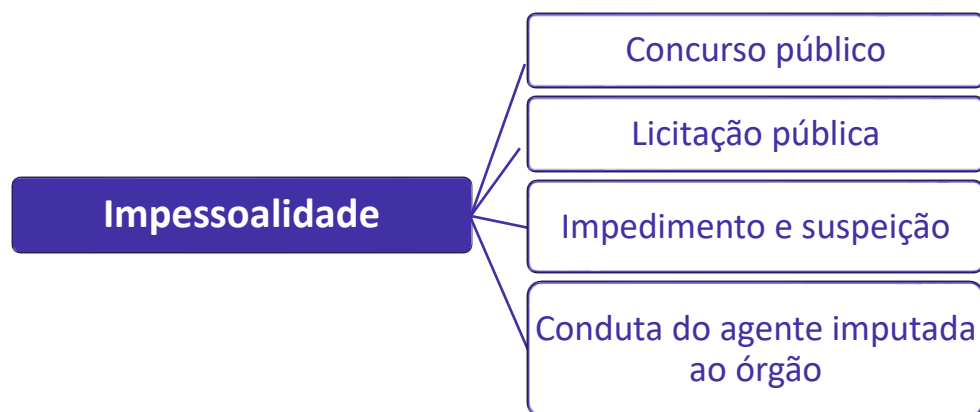 Impessoalidade
Concurso público
Licitação pública
Impedimento e suspeição
Conduta do agente imputada
ao órgão